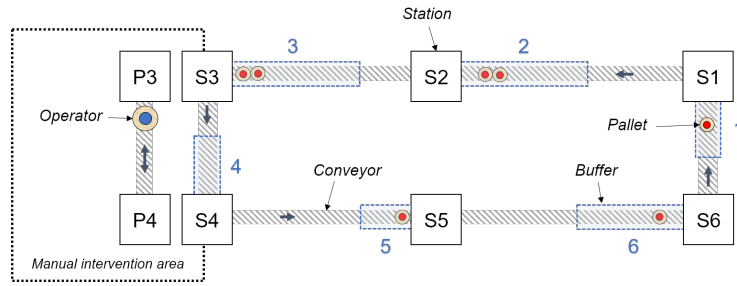 Station
3
2
P3
S3
S2
S1
Operator
Pallet
1
4
Conveyor
Buffer
P4
S4
S5
S6
5
6
Manual intervention area